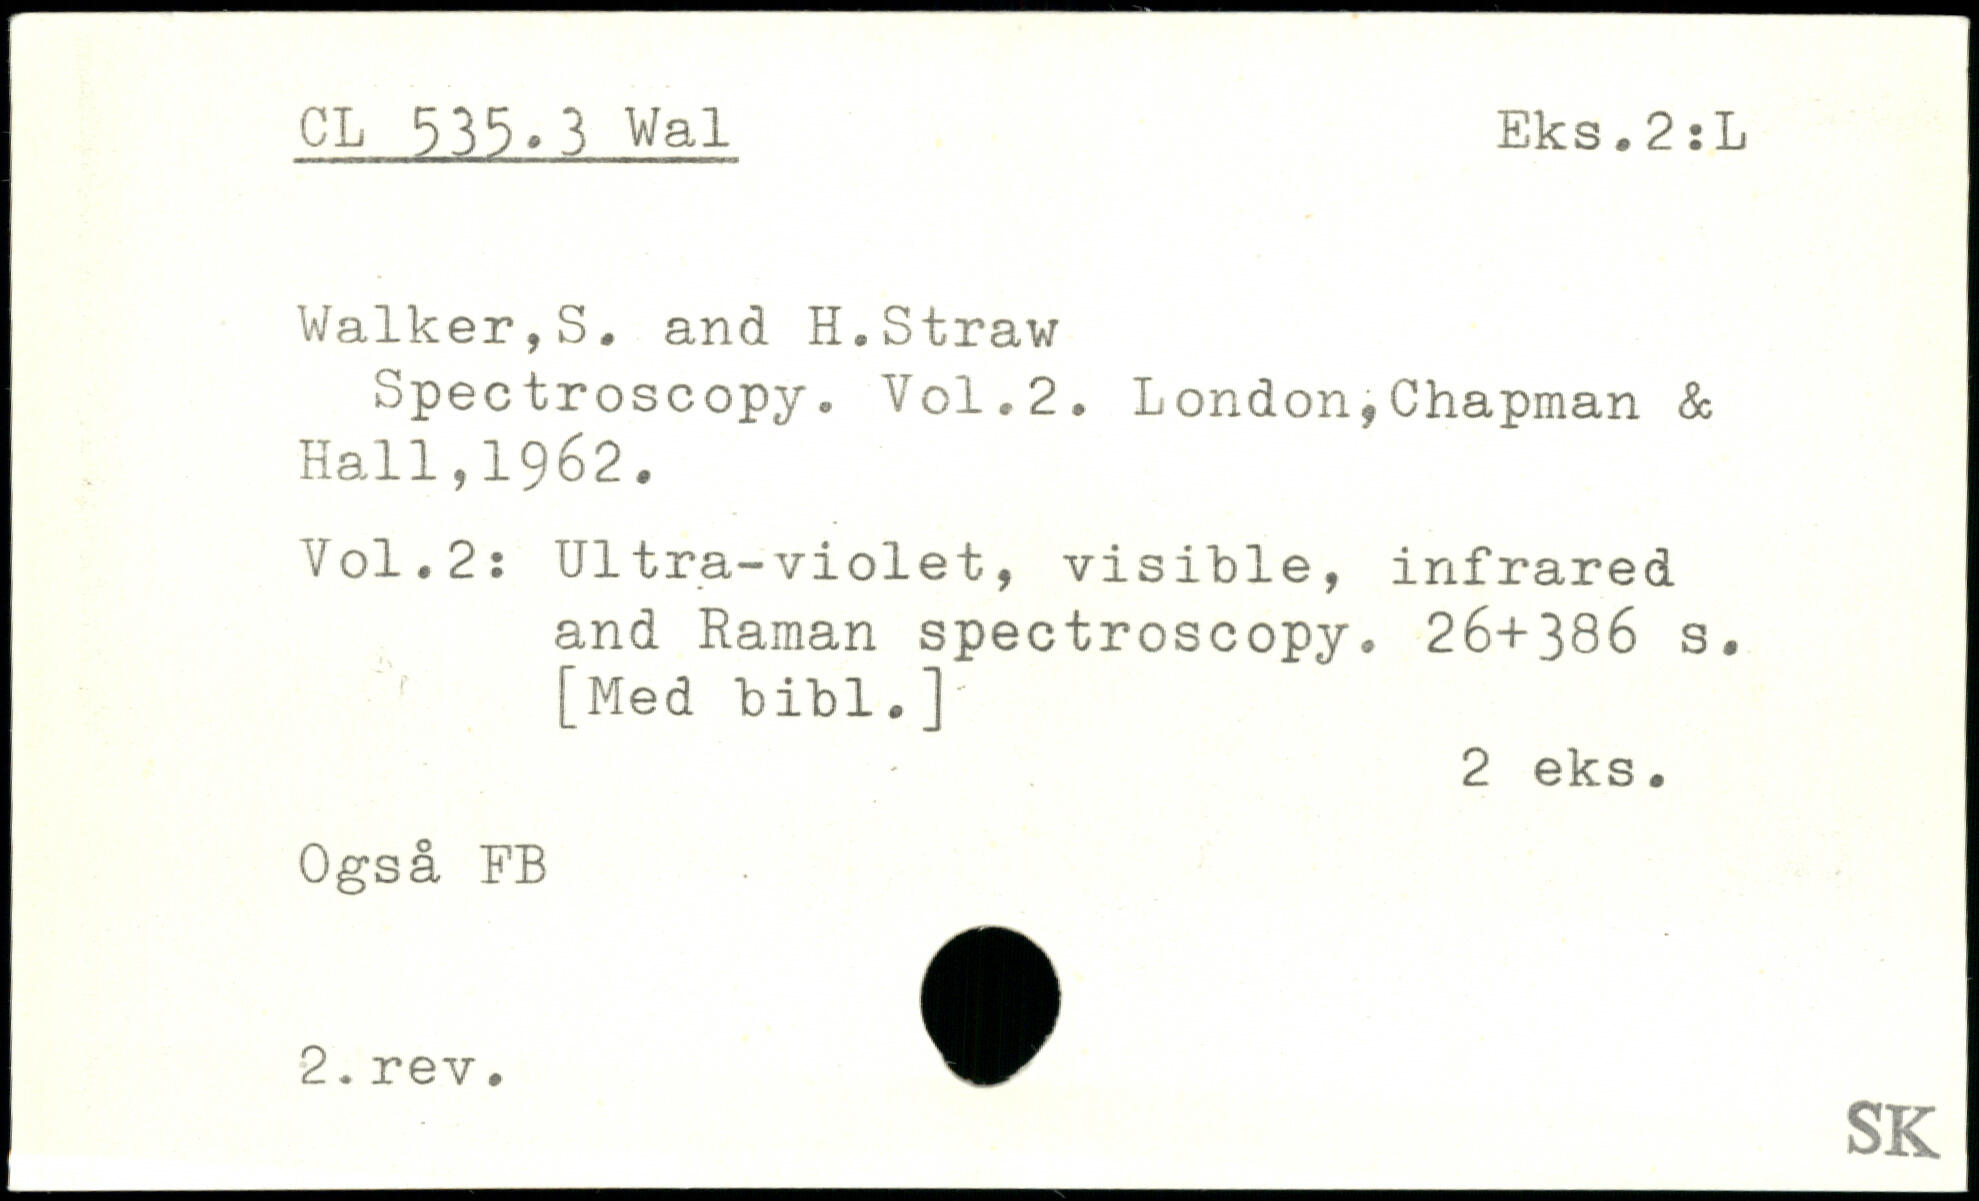 CL 535.3 Wal Eks.2:L
Walker,S. and H.Straw
Spectroscopy. Vol.2. London,Chapman &
Hall,1962.
Vol.2: Ultra-violet, visible, infrared
and Raman spectroscopy. 26+386 s.
[Med bibl.]
2 eks.
Også FB
2.rev.
SK